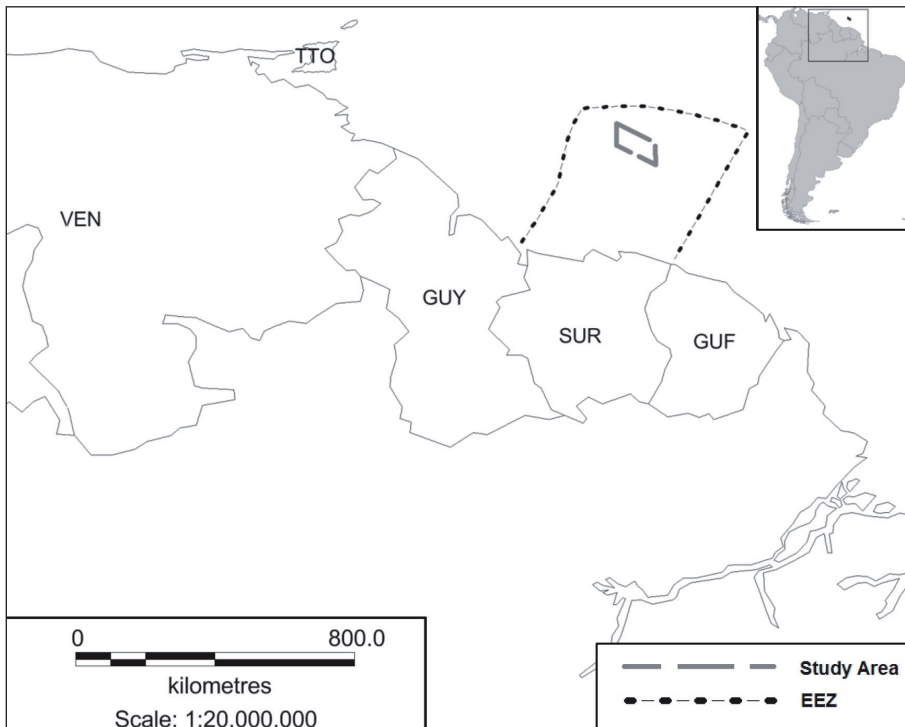 TTO
VEN
GUY
SUR
GUF
0 800.0
kilometres
Scale: 1:20,000,000
Study Area
EEZ